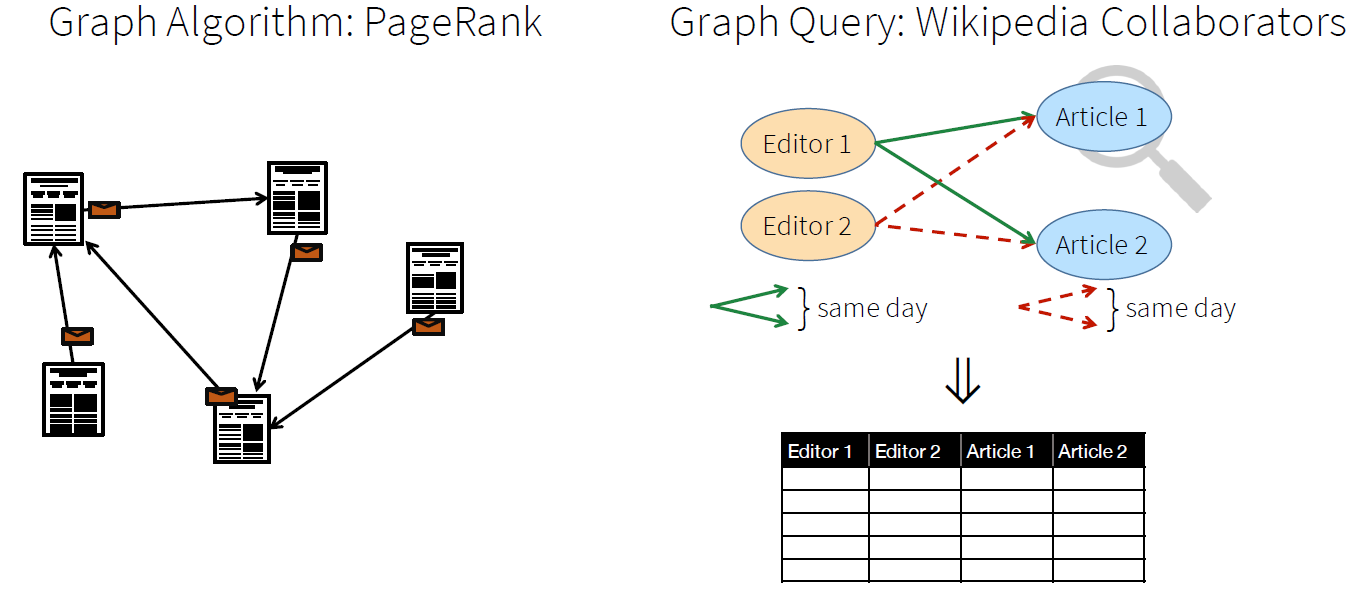 Graph Algorithm: PageRank
Graph Query: Wikipedia Collaborators
Editor 1
Article 1
Editor 2
Article 2
} same day
} same day
Editor 1 Editor 2 Article 1 Article 2